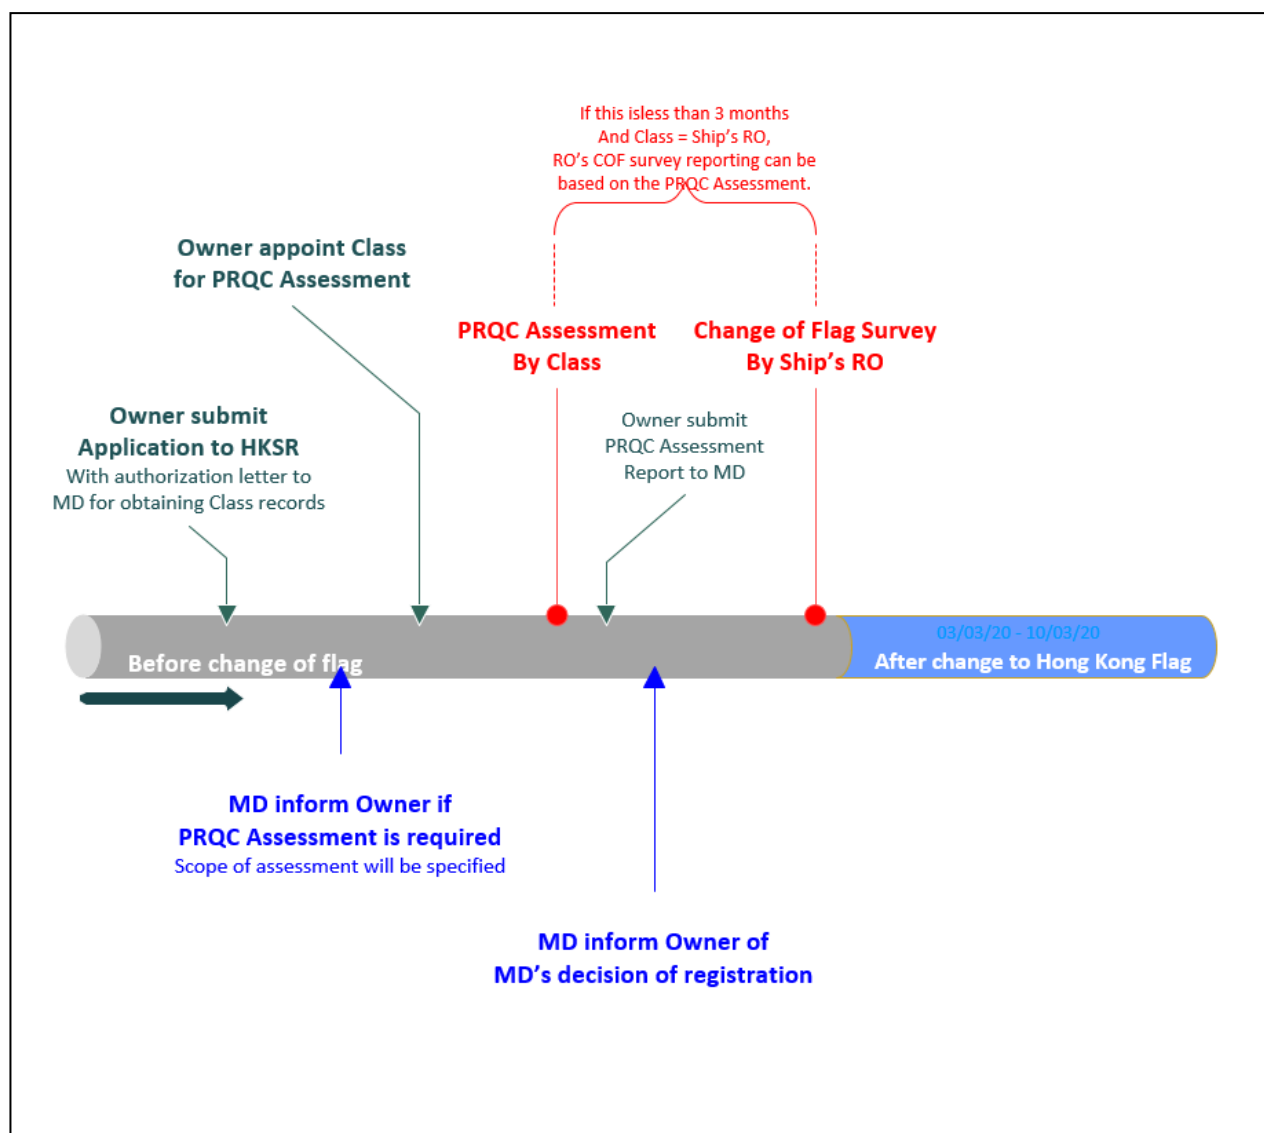 If this isless than 3 months
And Class = Ship's RO,
RO's COF survey reporting can be
based on the PRQC Assessment.
Owner appoint Class
for PRQC Assessment
PRQC Assessment
By Class
Change of Flag Survey
By Ship's RO
Owner submit
Application to HKSR
With authorization letter to
MD for obtaining Class records
Owner submit
PRQC Assessment
Report to MD
Before change of flag
03/03/20 - 10/03/20
After change to Hong Kong Flag
MD inform Owner if
PRQC Assessment is required
Scope of assessment will be specified
MD inform Owner of
MD's decision of registration